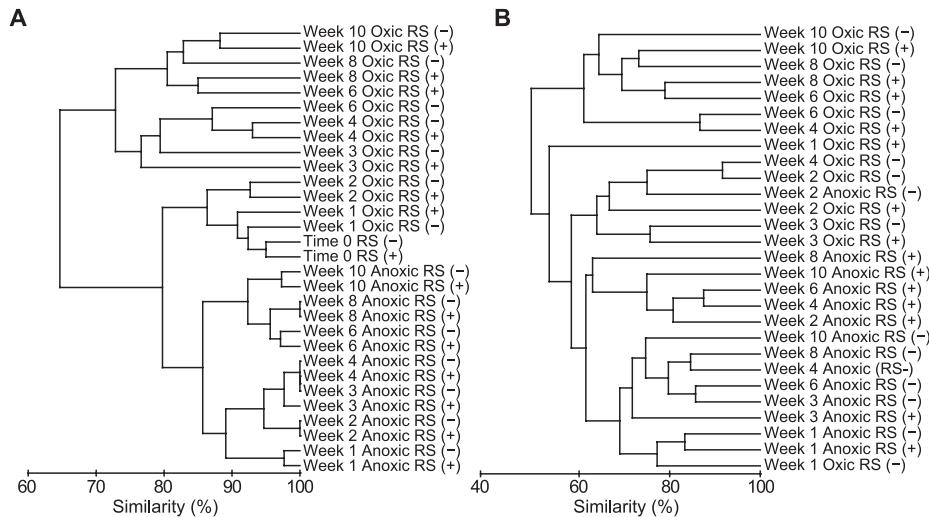 A
Week 10 Oxic RS (−)
Week 10 Oxic RS (+)
Week 8 Oxic RS (−)
Week 8 Oxic RS (+)
Week 6 Oxic RS (+)
Week 6 Oxic RS (−)
Week 4 Oxic RS (−)
Week 4 Oxic RS (+)
Week 3 Oxic RS (−)
Week 3 Oxic RS (+)
Week 2 Oxic RS (−)
Week 2 Oxic RS (+)
Week 1 Oxic RS (+)
Week 1 Oxic RS (−)
Time 0 RS (−)
Time 0 RS (+)
Week 10 Anoxic RS (−)
Week 10 Anoxic RS (+)
Week 8 Anoxic RS (−)
Week 8 Anoxic RS (+)
Week 6 Anoxic RS (−)
Week 6 Anoxic RS (+)
Week 4 Anoxic RS (−)
Week 4 Anoxic RS (+)
Week 3 Anoxic RS (−)
Week 3 Anoxic RS (+)
Week 2 Anoxic RS (−)
Week 2 Anoxic RS (+)
Week 1 Anoxic RS (−)
Week 1 Anoxic RS (+)
60 70 80 90 100
Similarity (%)
B
Week 10 Oxic RS (−)
Week 10 Oxic RS (+)
Week 8 Oxic RS (−)
Week 8 Oxic RS (+)
Week 6 Oxic RS (+)
Week 6 Oxic RS (−)
Week 4 Oxic RS (+)
Week 1 Oxic RS (+)
Week 4 Oxic RS (−)
Week 2 Oxic RS (−)
Week 2 Anoxic RS (−)
Week 2 Oxic RS (+)
Week 3 Oxic RS (−)
Week 3 Oxic RS (+)
Week 8 Anoxic RS (+)
Week 10 Anoxic RS (+)
Week 6 Anoxic RS (+)
Week 4 Anoxic RS (+)
Week 2 Anoxic RS (+)
Week 10 Anoxic RS (−)
Week 8 Anoxic RS (−)
Week 4 Anoxic (RS-)
Week 6 Anoxic RS (−)
Week 3 Anoxic RS (−)
Week 3 Anoxic RS (+)
Week 1 Anoxic RS (−)
Week 1 Anoxic RS (+)
Week 1 Oxic RS (−)
40 60 80 100
Similarity (%)